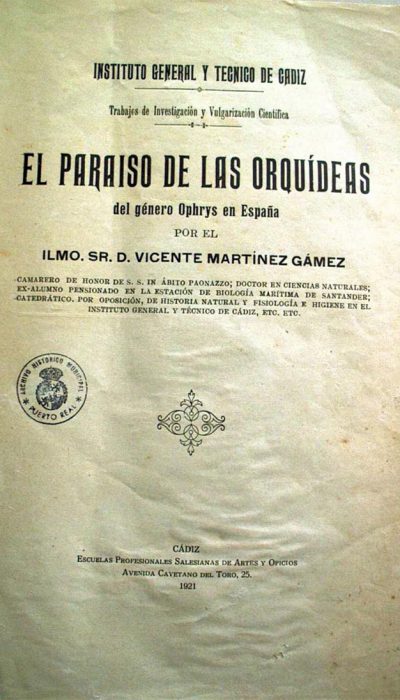 INSTITUTO GENERAL Y TECNICO DE CADIZ
Trabajos de Investigación y Vulgarización Científica
EL PARAISO DE LAS ORQUÍDEAS
del género Ophrys en España
POR EL
ILMO. SR. D. VICENTE MARTÍNEZ GÁMEZ
CAMARERO DE HONOR DE S. S. IN ÁBITO PAONAZZO; DOCTOR EN CIENCIAS NATURALES;
EX-ALUMNO PENSIONADO EN LA ESTACIÓN DE BIOLOGÍA MARÍTIMA DE SANTANDER;
CATEDRÁTICO, POR OPOSICIÓN, DE HISTORIA NATURAL Y FISIOLOGÍA E HIGIENE EN EL
INSTITUTO GENERAL Y TÉCNICO DE CÁDIZ, ETC. ETC.
ARCHIVO HISTORICO MUNICIPAL
PUERTO REAL
CÁDIZ
ESCUELAS PROFESIONALES SALESIANAS DE ARTES Y OFICIOS
AVENIDA CAYETANO DEL TORO, 25.
1921